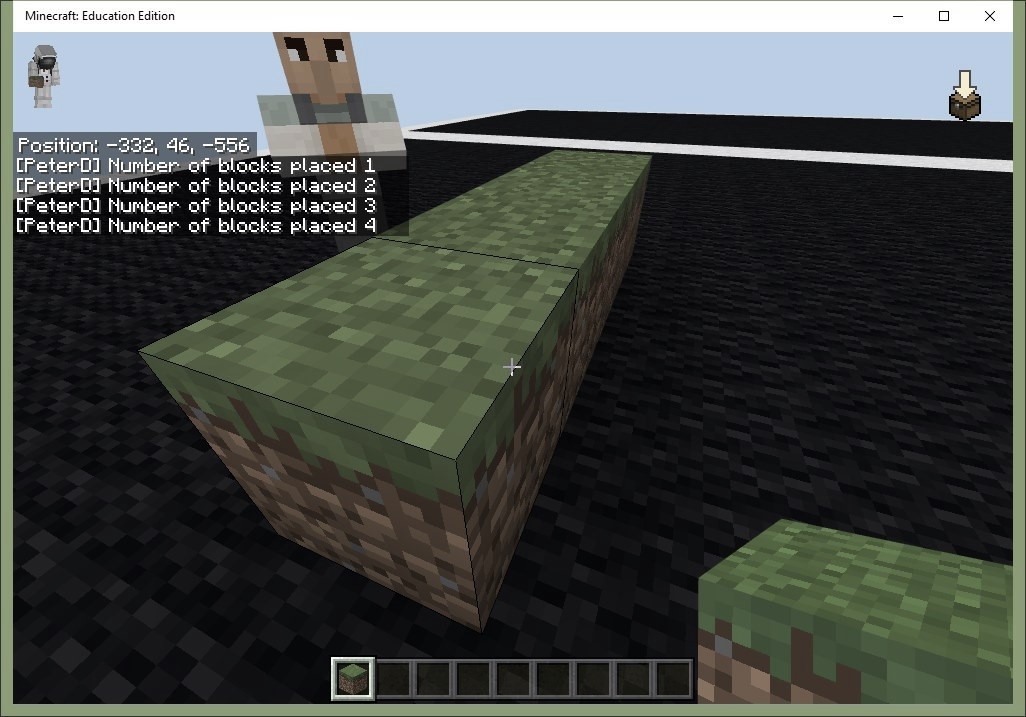 Minecraft: Education Edition
Position: -332, 46, -556
[PeterD] Number of blocks placed 1
[PeterD] Number of blocks placed 2
[PeterD] Number of blocks placed 3
[PeterD] Number of blocks placed 4